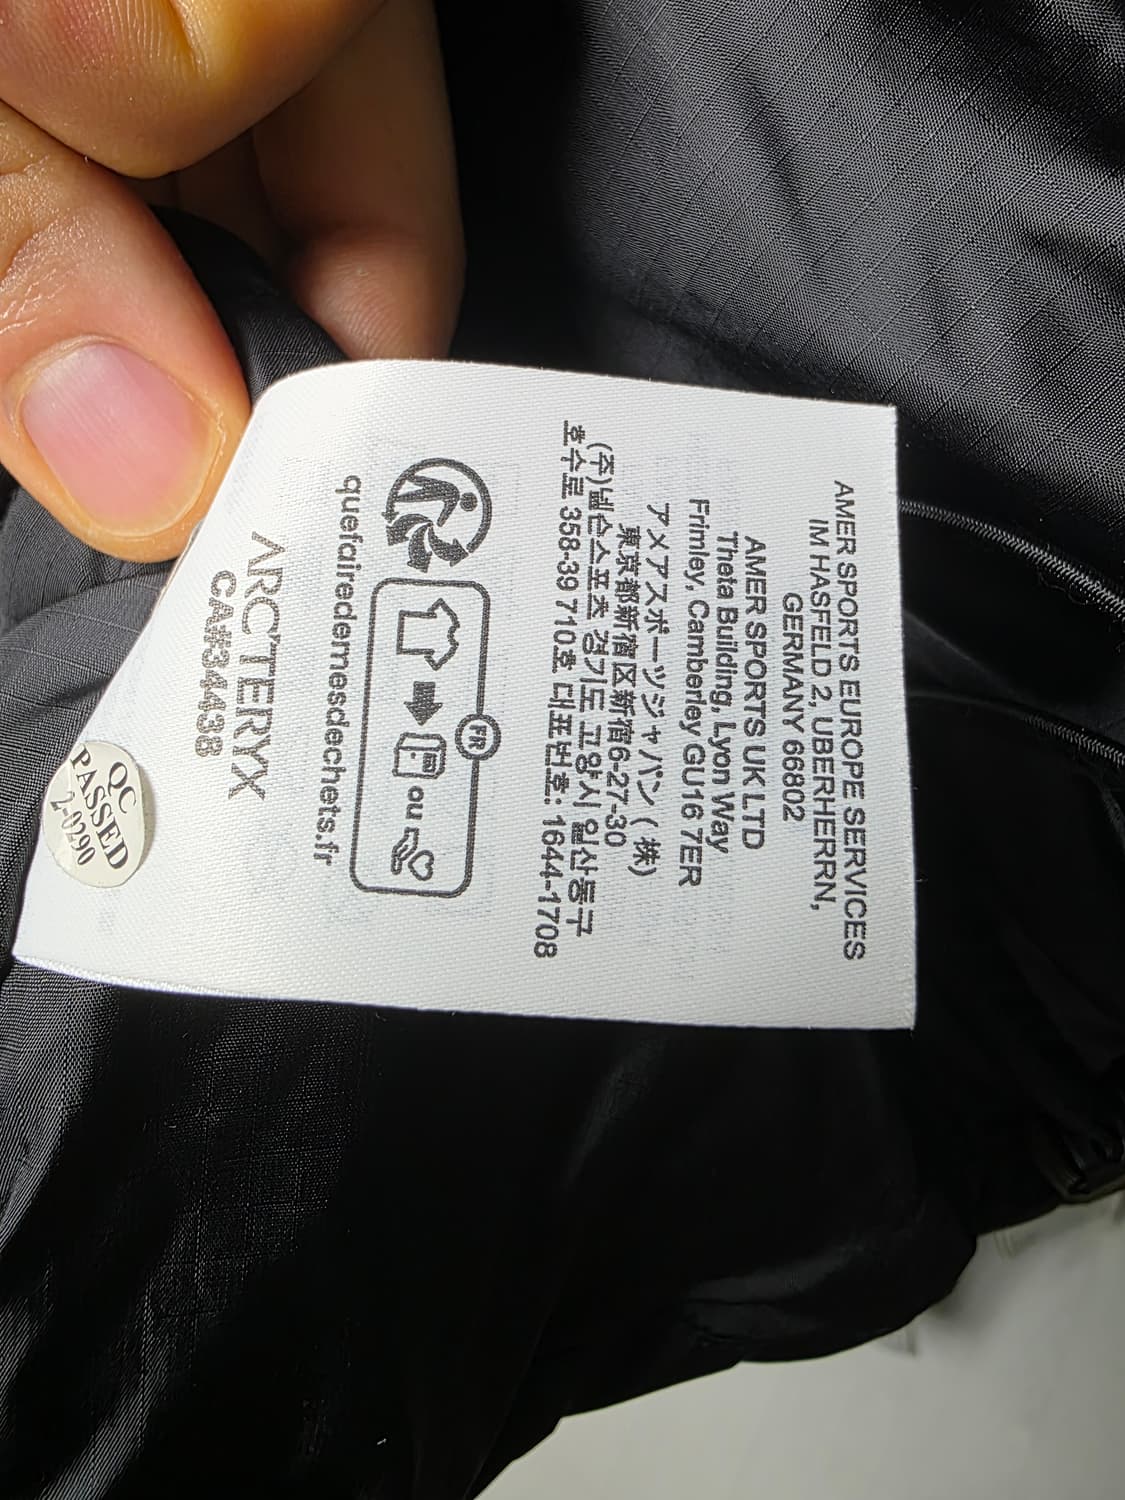 AMER SPORTS EUROPE SERVICES
IM HASFELD 2, UBERHERRN,
GERMANY 66802
AMER SPORTS UK LTD
Theta Building, Lyon Way
Frimley, Camberley GU16 7ER
アメアスポーツジャパン（株）
東京都新宿区新宿6-27-30
(주)넬슨스포츠 경기도 고양시 일산동구
호수로 358-39 710호 대표번호: 1644-1708
FR
ou
quefairedemesdechets.fr
ARC'TERYX
CA#34438
QC
PASSED
2-0290